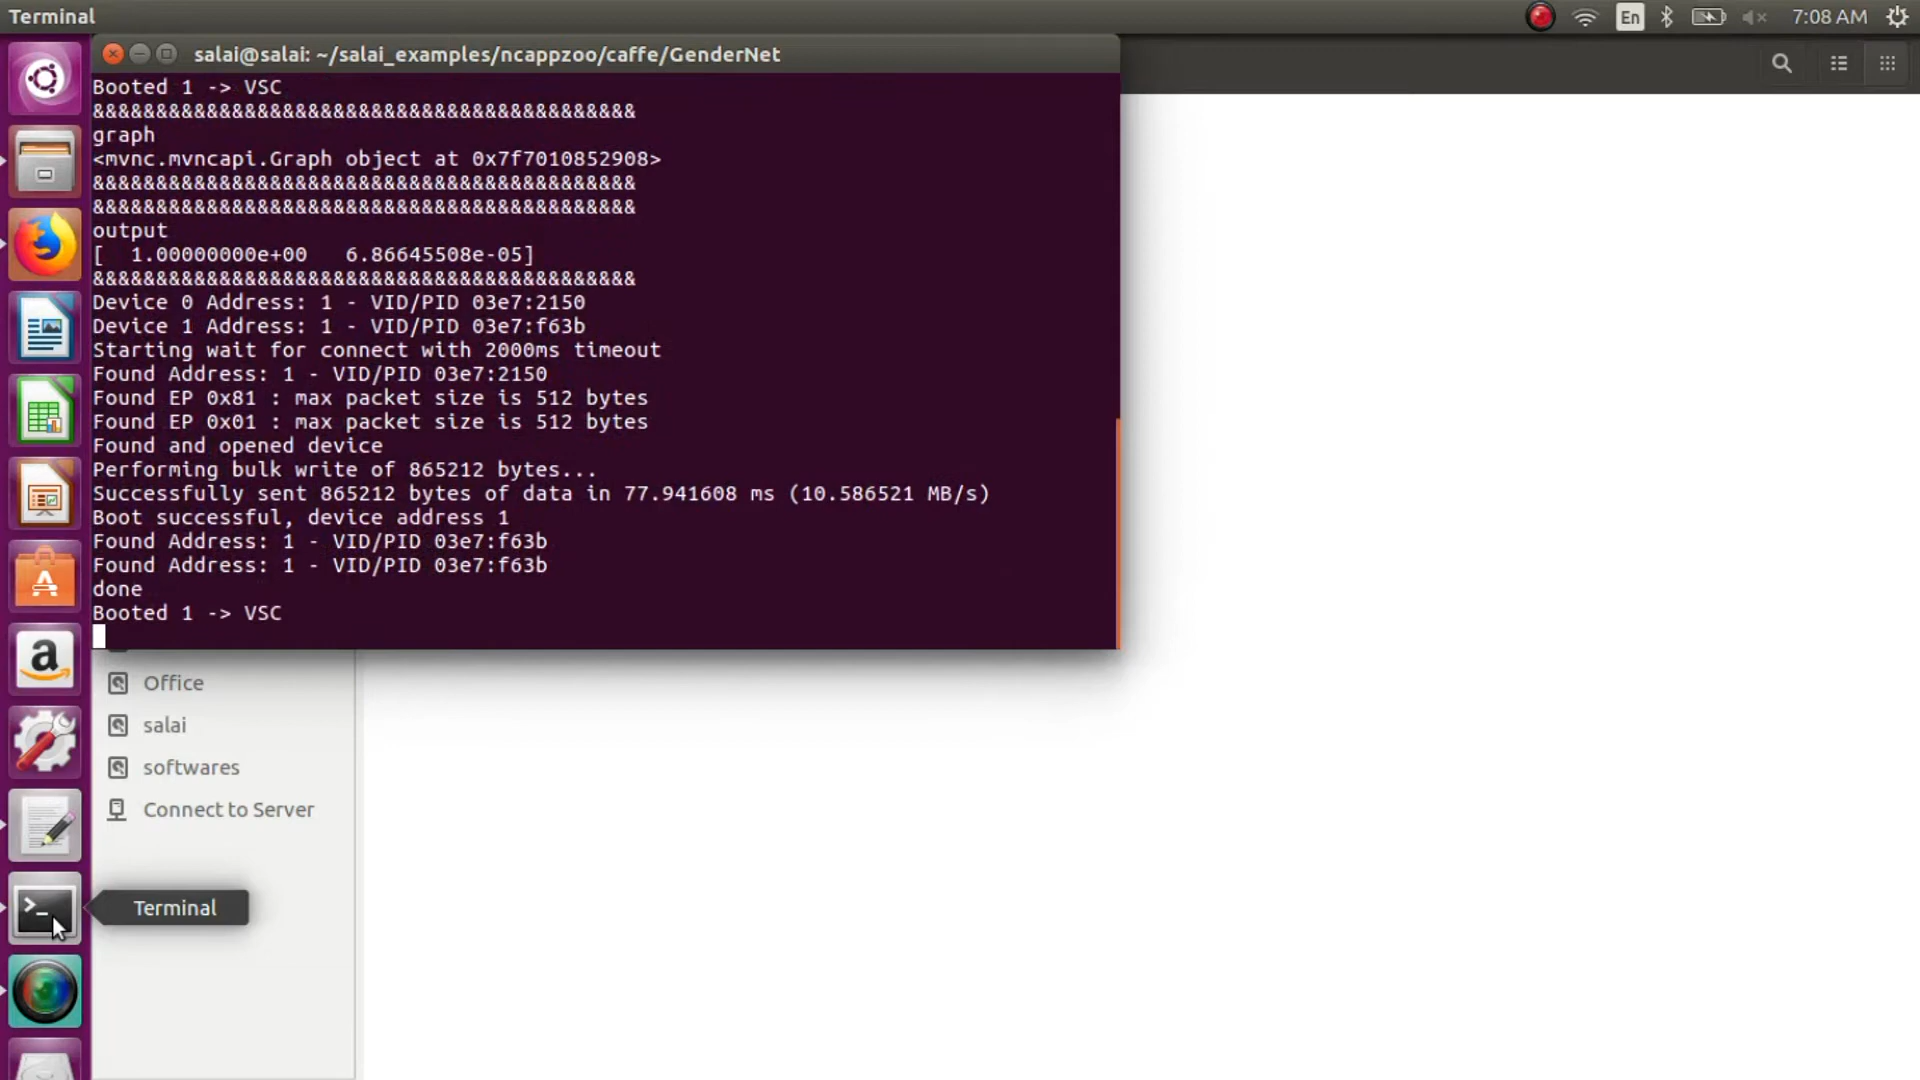 Terminal
En
7:08 AM
salai@salai: ~/salai_examples/ncappzoo/caffe/GenderNet
Booted 1 -> VSC
&&&&&&&&&&&&&&&&&&&&&&&&&&&&&&&&&&&&&&&&&&&
graph
<mvnc.mvncapi.Graph object at 0x7f7010852908>
&&&&&&&&&&&&&&&&&&&&&&&&&&&&&&&&&&&&&&&&&&&
&&&&&&&&&&&&&&&&&&&&&&&&&&&&&&&&&&&&&&&&&&&
output
[  1.00000000e+00   6.86645508e-05]
&&&&&&&&&&&&&&&&&&&&&&&&&&&&&&&&&&&&&&&&&&&
Device 0 Address: 1 - VID/PID 03e7:2150
Device 1 Address: 1 - VID/PID 03e7:f63b
Starting wait for connect with 2000ms timeout
Found Address: 1 - VID/PID 03e7:2150
Found EP 0x81 : max packet size is 512 bytes
Found EP 0x01 : max packet size is 512 bytes
Found and opened device
Performing bulk write of 865212 bytes...
Successfully sent 865212 bytes of data in 77.941608 ms (10.586521 MB/s)
Boot successful, device address 1
Found Address: 1 - VID/PID 03e7:f63b
Found Address: 1 - VID/PID 03e7:f63b
done
Booted 1 -> VSC
Office
salai
softwares
Connect to Server
Terminal